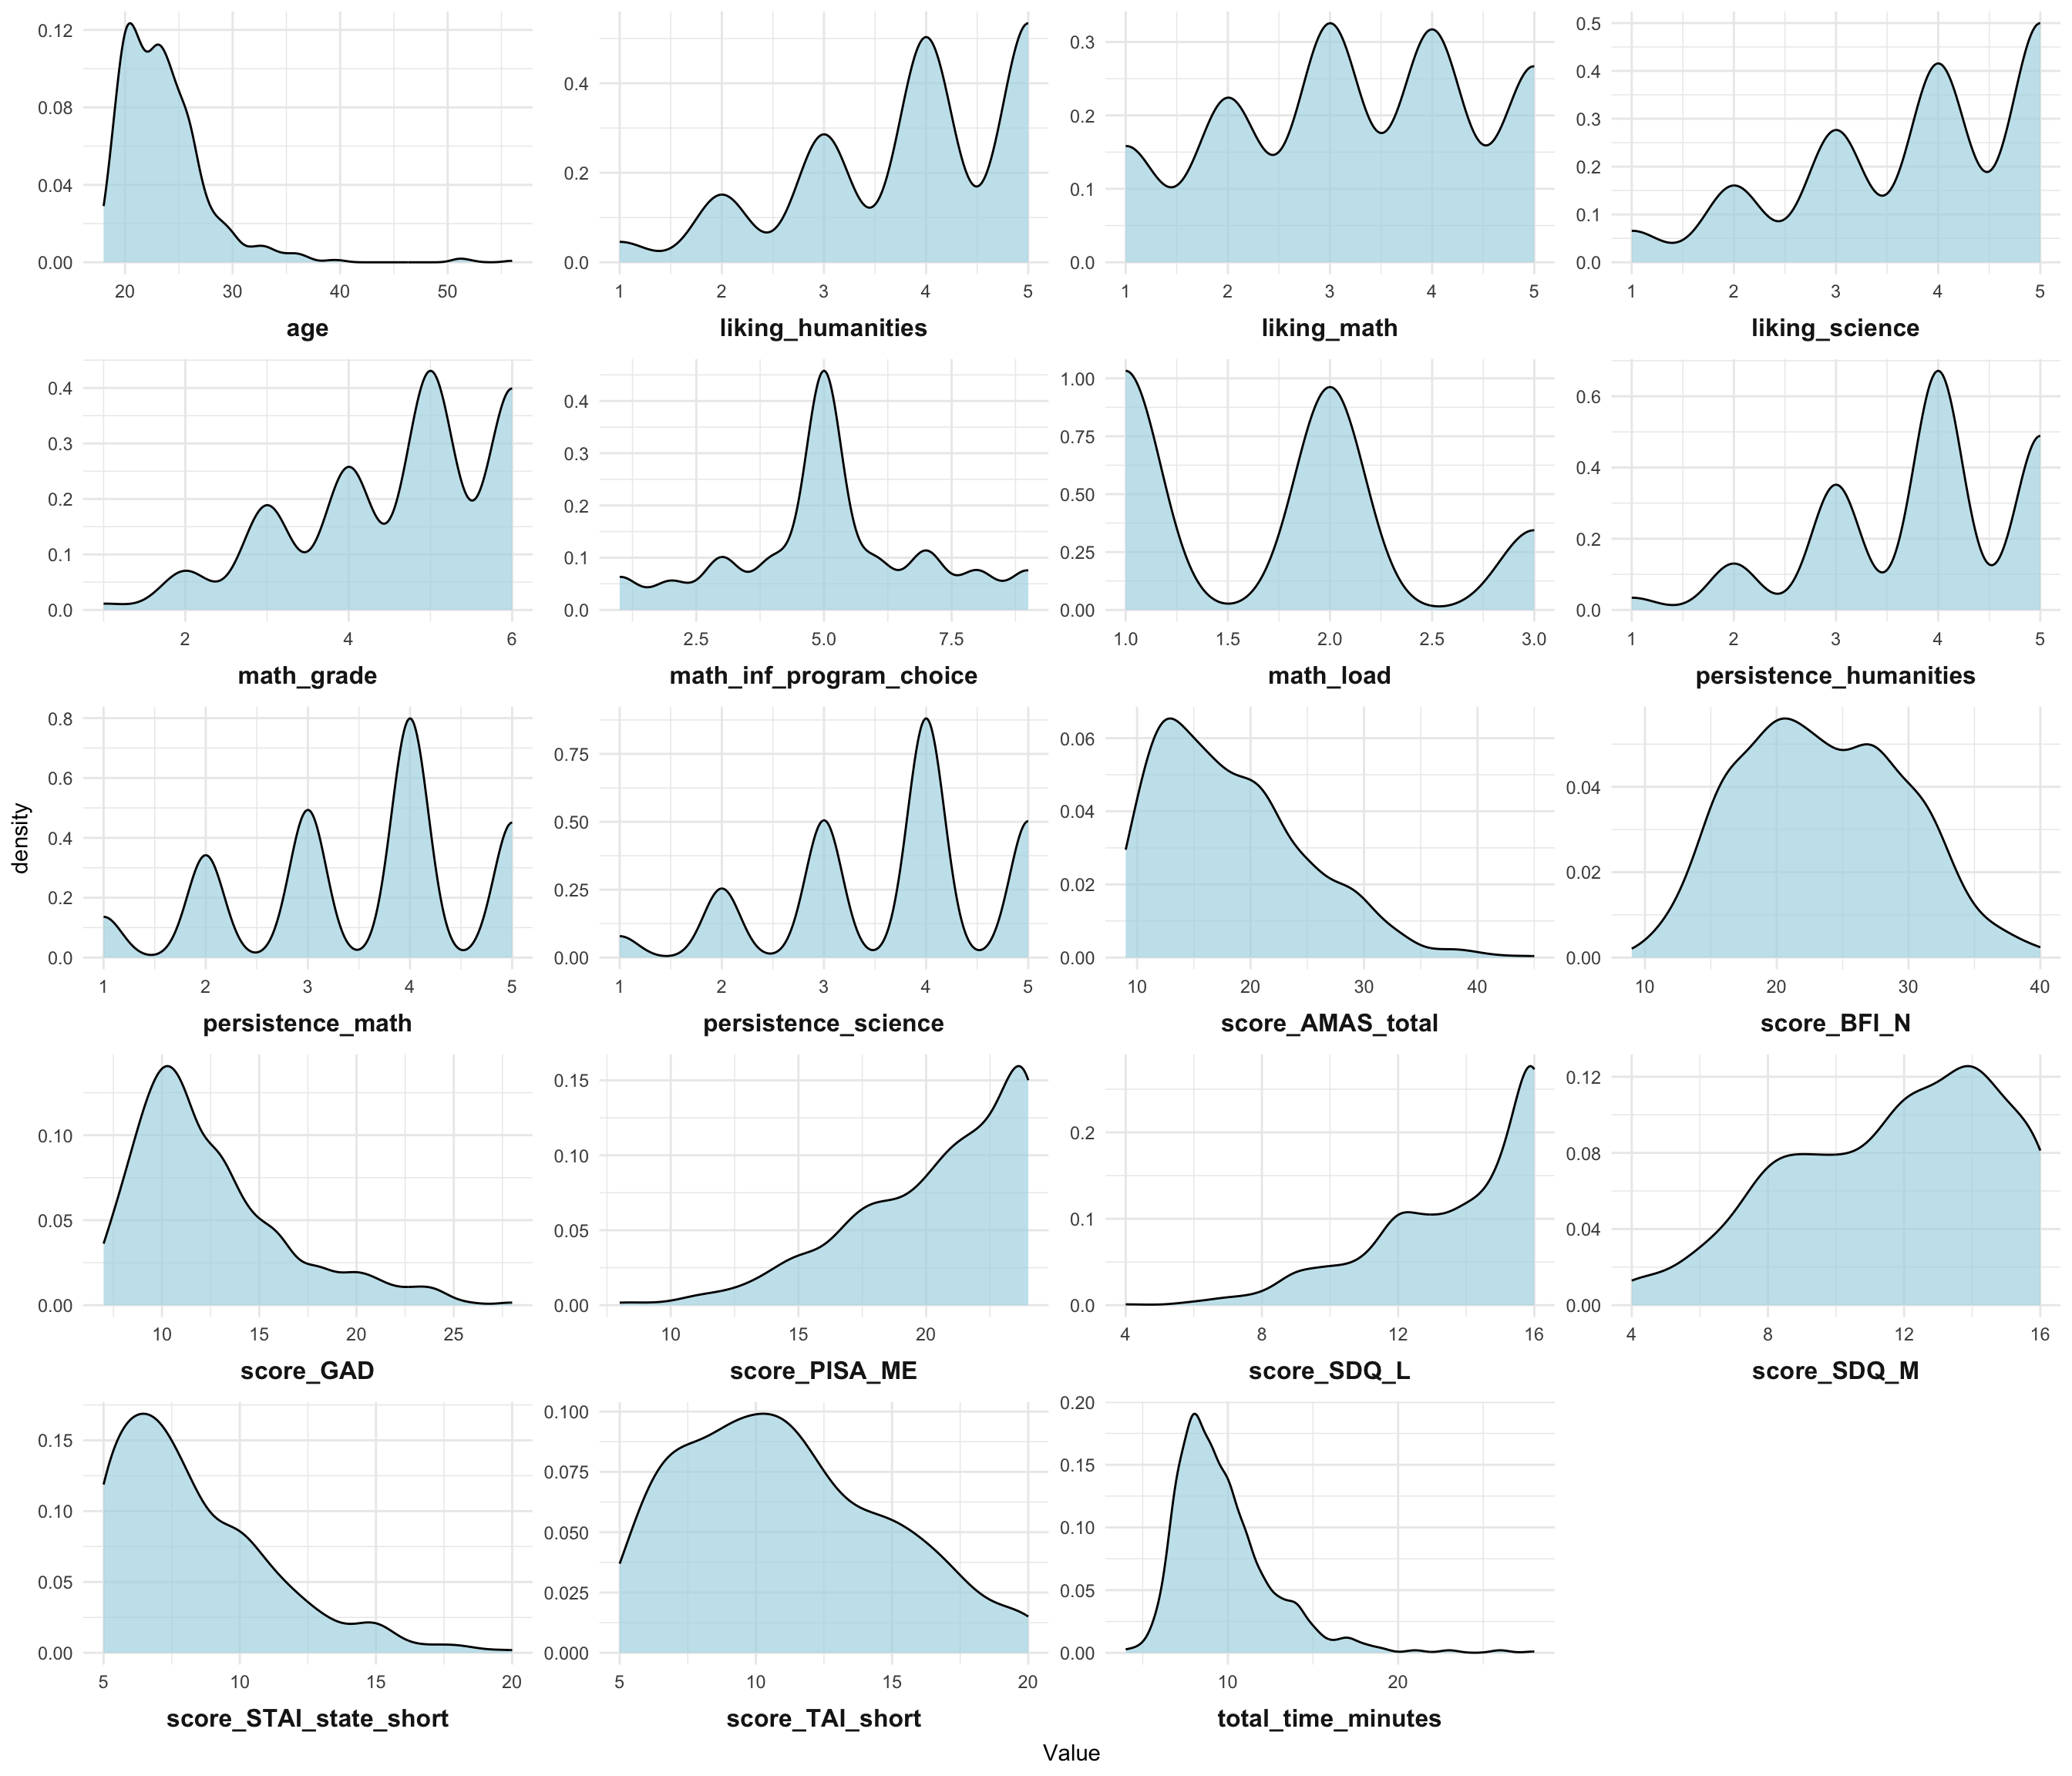 0.12
0.08
0.04
0.00
20 30 40 50
age
0.4
0.2
0.0
1 2 3 4 5
liking_humanities
0.3
0.2
0.1
0.0
1 2 3 4 5
liking_math
0.5
0.4
0.3
0.2
0.1
0.0
1 2 3 4 5
liking_science
0.4
0.3
0.2
0.1
0.0
2 4 6
math_grade
0.4
0.3
0.2
0.1
0.0
2.5 5.0 7.5
math_inf_program_choice
1.00
0.75
0.50
0.25
0.00
1.0 1.5 2.0 2.5 3.0
math_load
0.6
0.4
0.2
0.0
1 2 3 4 5
persistence_humanities
density
0.8
0.6
0.4
0.2
0.0
1 2 3 4 5
persistence_math
0.75
0.50
0.25
0.00
1 2 3 4 5
persistence_science
0.06
0.04
0.02
0.00
10 20 30 40
score_AMAS_total
0.04
0.02
0.00
10 20 30 40
score_BFI_N
0.10
0.05
0.00
10 15 20 25
score_GAD
0.15
0.10
0.05
0.00
10 15 20
score_PISA_ME
0.2
0.1
0.0
4 8 12 16
score_SDQ_L
0.12
0.08
0.04
0.00
4 8 12 16
score_SDQ_M
0.15
0.10
0.05
0.00
5 10 15 20
score_STAI_state_short
0.100
0.075
0.050
0.025
0.000
5 10 15 20
score_TAI_short
0.20
0.15
0.10
0.05
0.00
10 20
total_time_minutes
Value